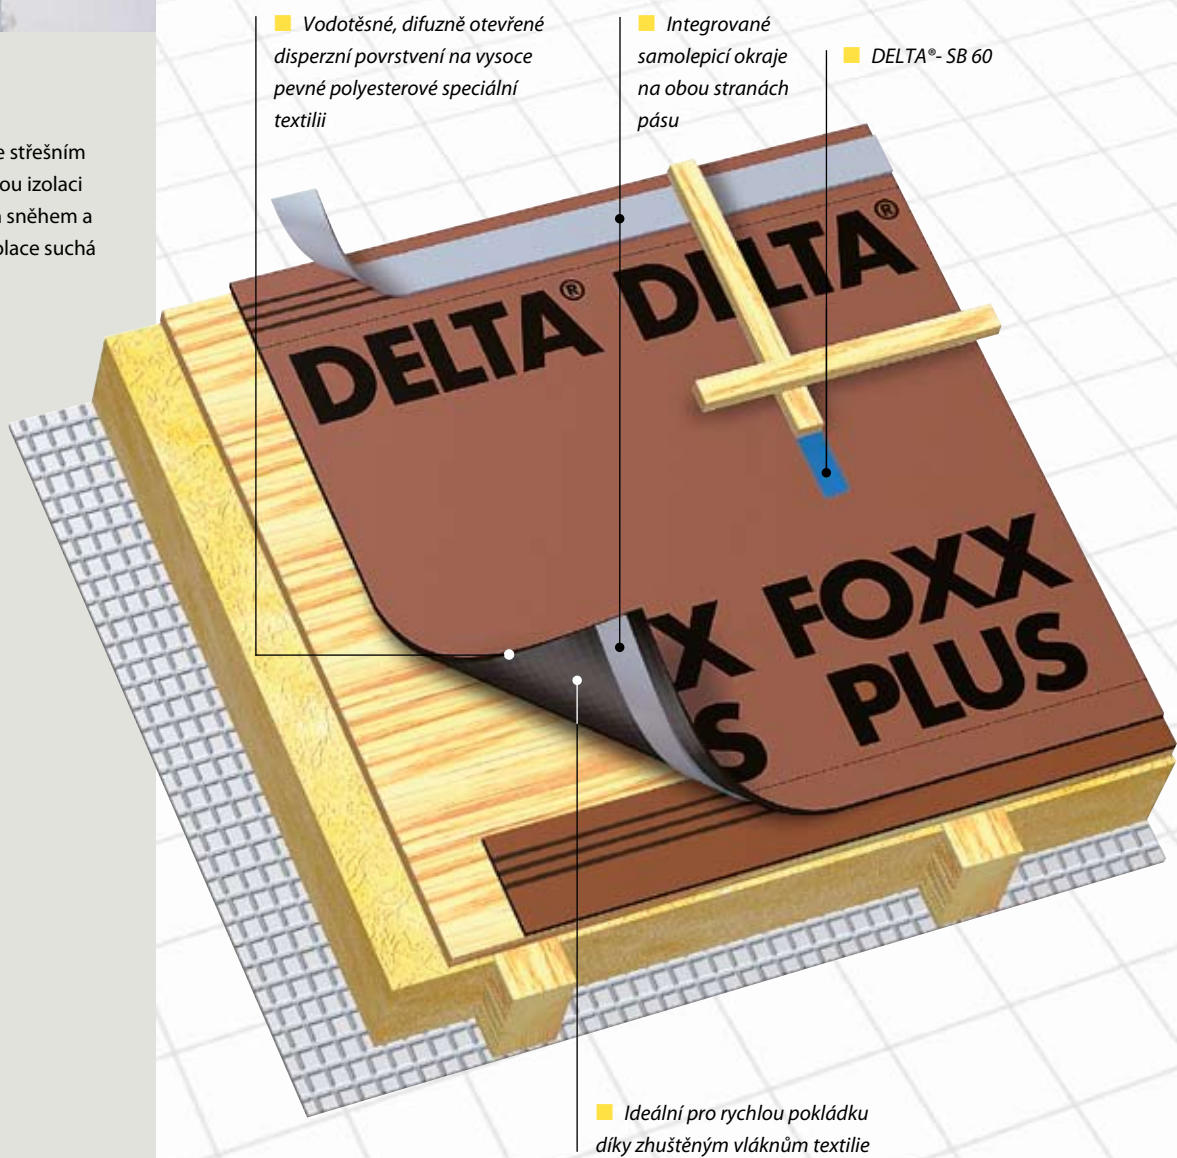 ■ Vodotěsné, difuzně otevřené
disperzní povrstvení na vysoce
pevné polyesterové speciální
textilii
■ Integrované
samolepicí okraje
na obou stranách
pásu
■ DELTA®- SB 60
e střešním
ou izolaci
sněhem a
place suchá
DELTA® DELTA®
X FOXX
S PLUS
■ Ideální pro rychlou pokládku
díky zhuštěným vláknům textilie